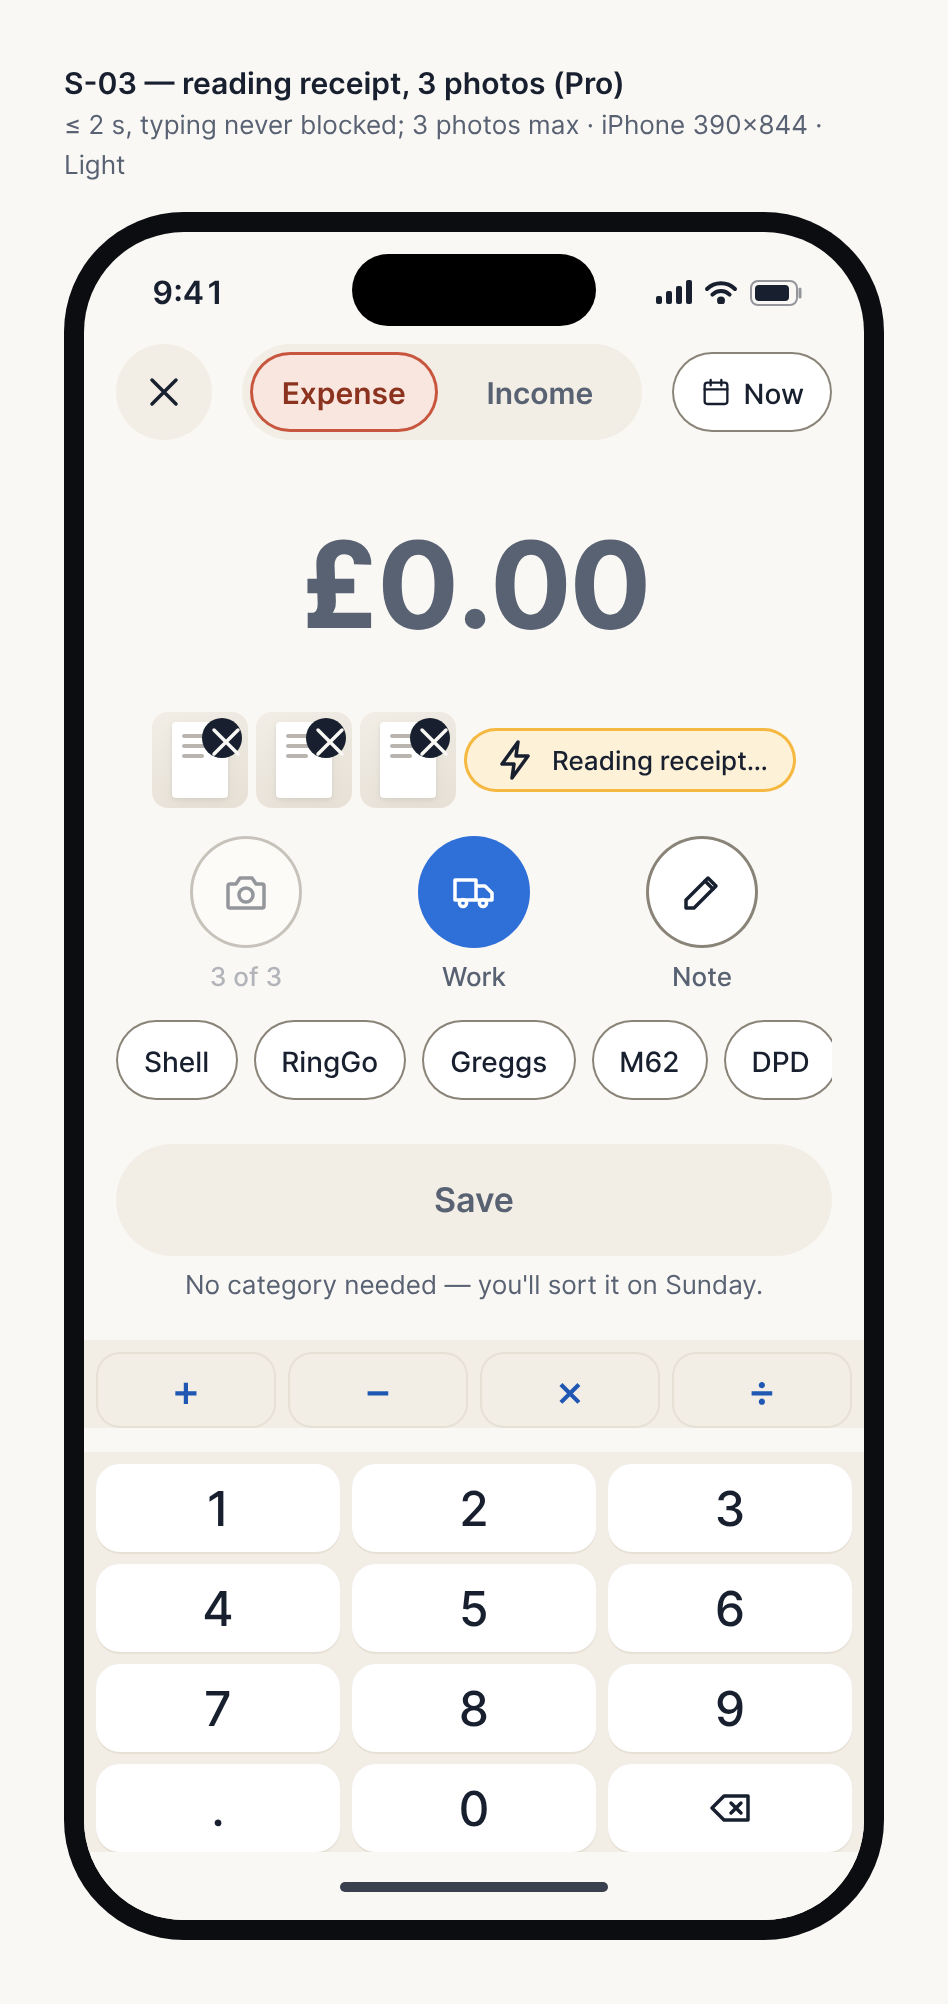 S-03 — reading receipt, 3 photos (Pro)
≤ 2 s, typing never blocked; 3 photos max · iPhone 390×844 ·
Light
9:41
Expense
Income
Now
£0.00
Reading receipt…
3 of 3
Work
Note
Shell
RingGo
Greggs
M62
DPD
Save
No category needed — you'll sort it on Sunday.
+
−
×
÷
1
2
3
4
5
6
7
8
9
.
0